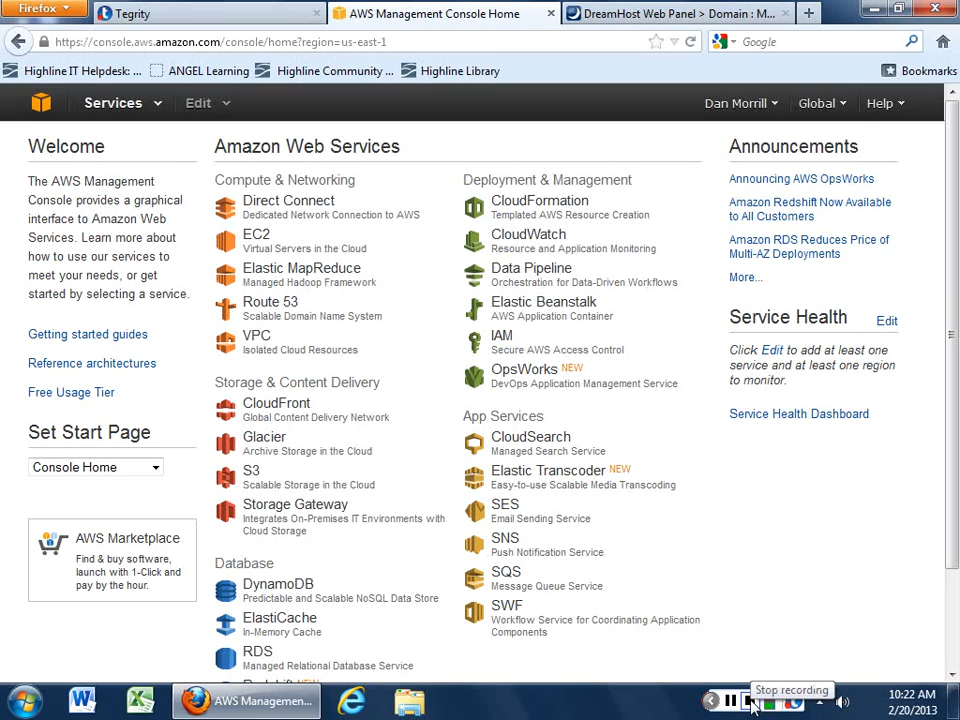 Firefox
Tegrity
AWS Management Console Home
DreamHost Web Panel > Domain : M...
https://console.aws.amazon.com/console/home?region=us-east-1
Google
Highline IT Helpdesk: ...
ANGEL Learning
Highline Community ...
Highline Library
Bookmarks
Services
Edit
Dan Morrill
Global
Help
Welcome
The AWS Management
Console provides a graphical
interface to Amazon Web
Services. Learn more about
how to use our services to
meet your needs, or get
started by selecting a service.
Getting started guides
Reference architectures
Free Usage Tier
Set Start Page
Console Home
AWS Marketplace
Find & buy software,
launch with 1-Click and
pay by the hour.
Amazon Web Services
Compute & Networking
Direct Connect
Dedicated Network Connection to AWS
EC2
Virtual Servers in the Cloud
Elastic MapReduce
Managed Hadoop Framework
Route 53
Scalable Domain Name System
VPC
Isolated Cloud Resources
Storage & Content Delivery
CloudFront
Global Content Delivery Network
Glacier
Archive Storage in the Cloud
S3
Scalable Storage in the Cloud
Storage Gateway
Integrates On-Premises IT Environments with
Cloud Storage
Database
DynamoDB
Predictable and Scalable NoSQL Data Store
ElastiCache
In-Memory Cache
RDS
Managed Relational Database Service
Redshift NEW
Deployment & Management
CloudFormation
Templated AWS Resource Creation
CloudWatch
Resource and Application Monitoring
Data Pipeline
Orchestration for Data-Driven Workflows
Elastic Beanstalk
AWS Application Container
IAM
Secure AWS Access Control
OpsWorks NEW
DevOps Application Management Service
App Services
CloudSearch
Managed Search Service
Elastic Transcoder NEW
Easy-to-use Scalable Media Transcoding
SES
Email Sending Service
SNS
Push Notification Service
SQS
Message Queue Service
SWF
Workflow Service for Coordinating Application
Components
Announcements
Announcing AWS OpsWorks
Amazon Redshift Now Available
to All Customers
Amazon RDS Reduces Price of
Multi-AZ Deployments
More...
Service Health
Edit
Click Edit to add at least one
service and at least one region
to monitor.
Service Health Dashboard
Stop recording
AWS Managemen...
10:22 AM
2/20/2013